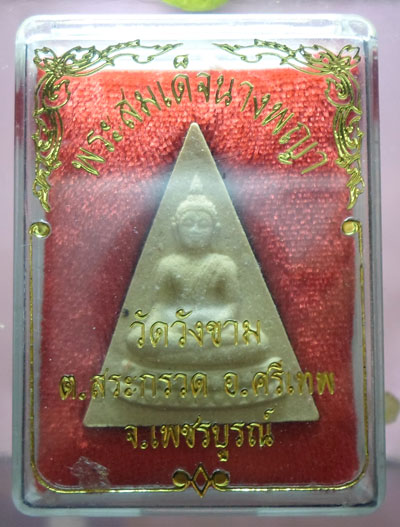 พระสมเด็จนางพญา
วัดวังขาม
ต.สระกรวด อ.ศรีเทพ
จ.เพชรบูรณ์